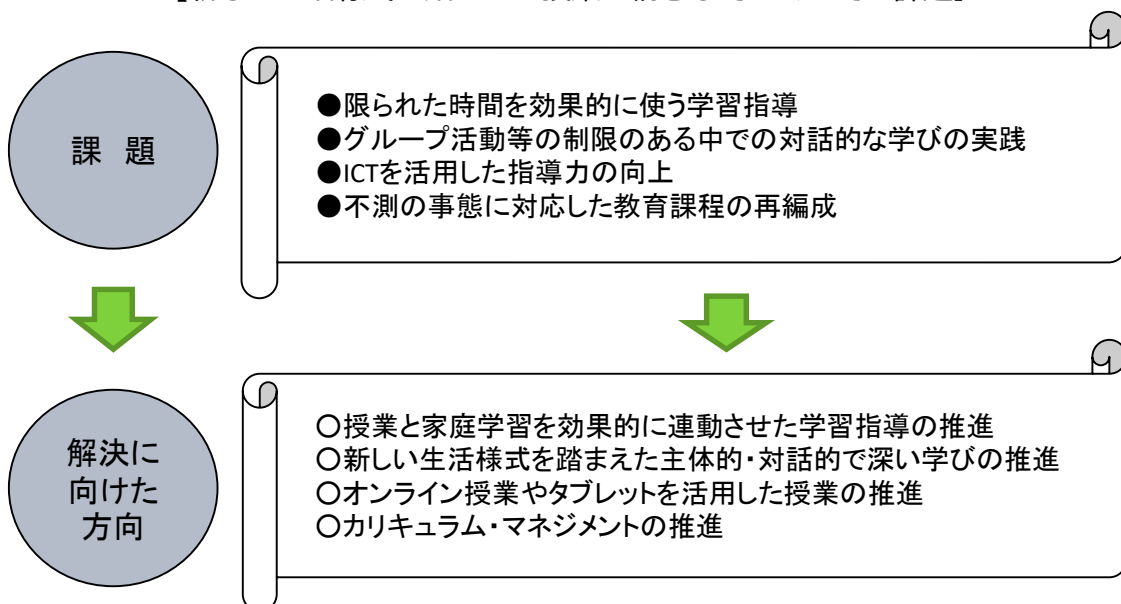 課 題
●限られた時間を効果的に使う学習指導
●グループ活動等の制限のある中での対話的な学びの実践
●ICTを活用した指導力の向上
●不測の事態に対応した教育課程の再編成
解決に
向けた
方向
○授業と家庭学習を効果的に連動させた学習指導の推進
○新しい生活様式を踏まえた主体的・対話的で深い学びの推進
○オンライン授業やタブレットを活用した授業の推進
○カリキュラム・マネジメントの推進